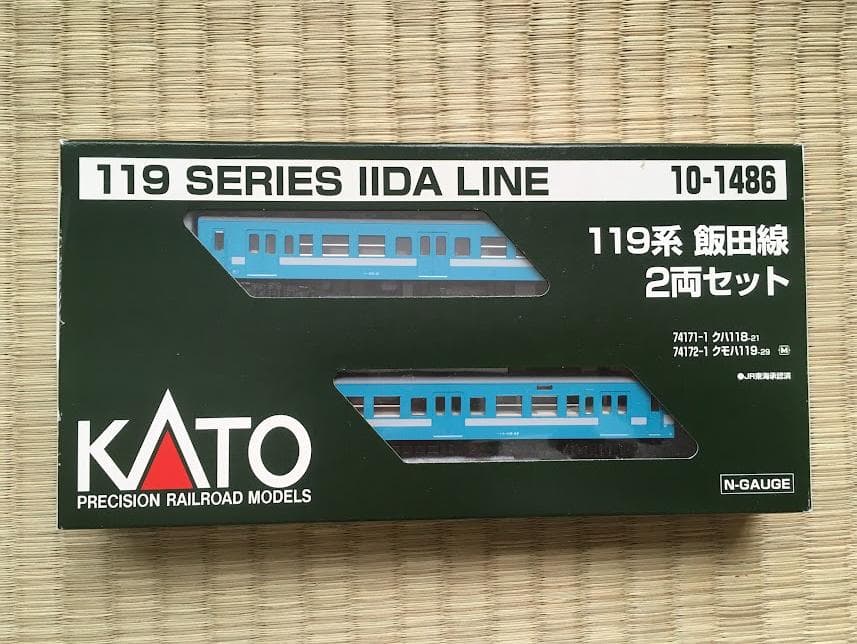 119 SERIES IIDA LINE 10-1486
119系 飯田線
2両セット
74171-1 クハ118-21
74172-1 クモハ119-29 M
●JR東海承認済
KATO
PRECISION RAILROAD MODELS
N-GAUGE